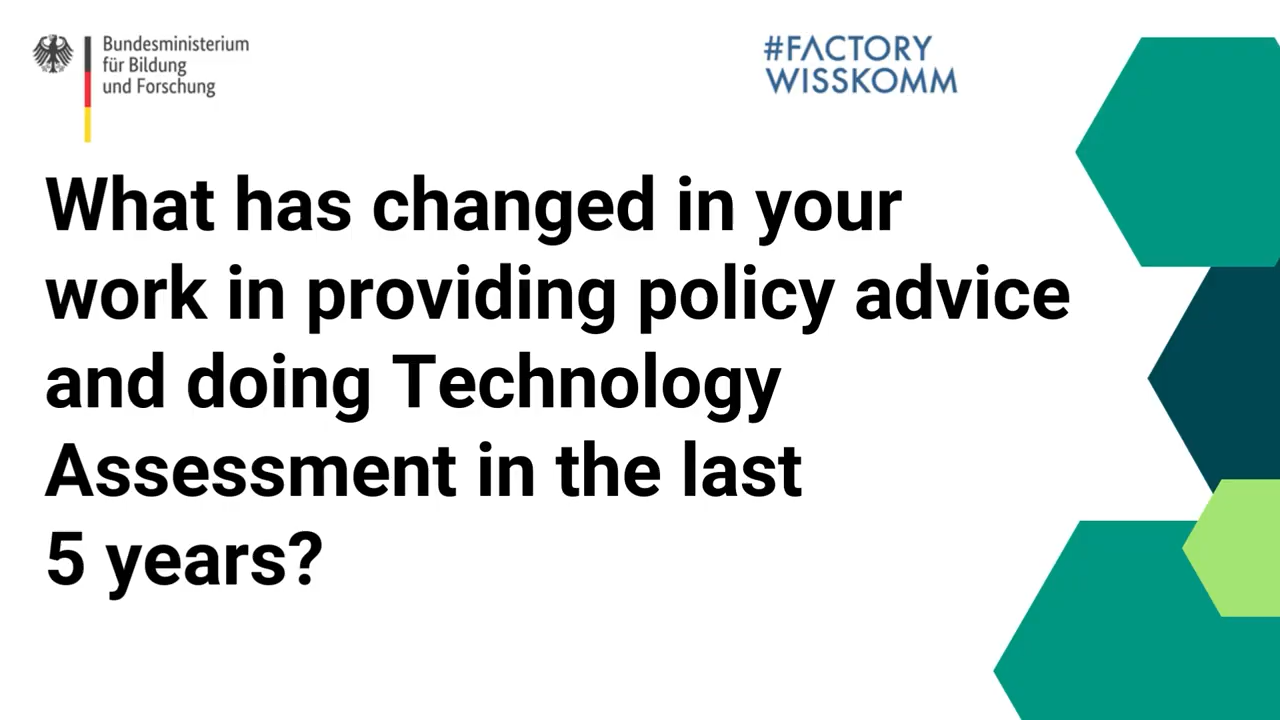 Bundesministerium
für Bildung
und Forschung
#FACTORY
WISSKOMM
What has changed in your
work in providing policy advice
and doing Technology
Assessment in the last
5 years?